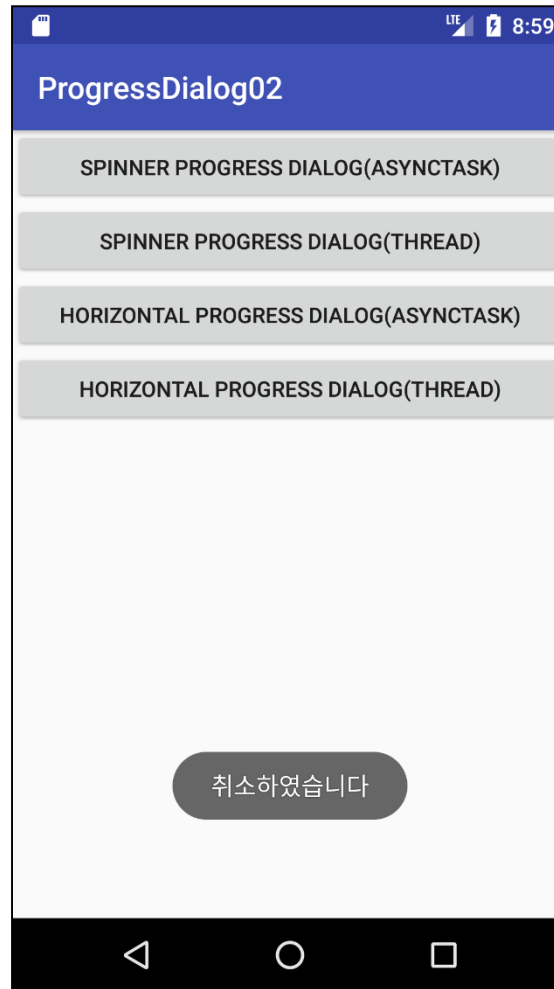 LTE 8:59
ProgressDialog02
SPINNER PROGRESS DIALOG(ASYNCTASK)
SPINNER PROGRESS DIALOG(THREAD)
HORIZONTAL PROGRESS DIALOG(ASYNCTASK)
HORIZONTAL PROGRESS DIALOG(THREAD)
취소하였습니다